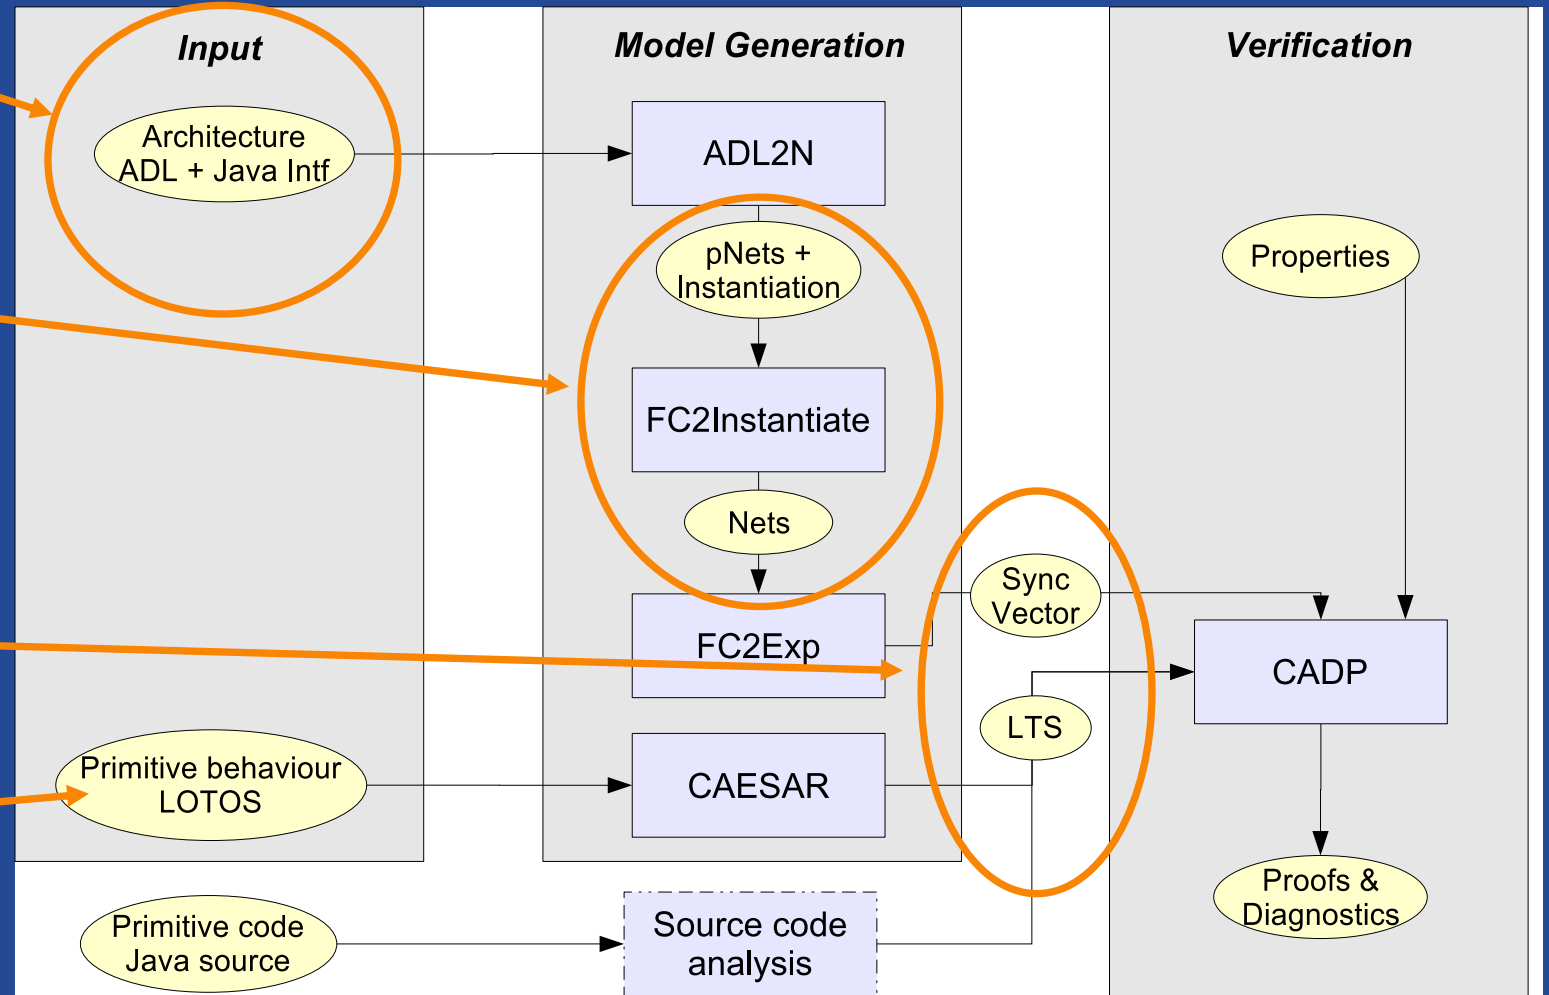 Input
Model Generation
Verification
Architecture
ADL + Java Intf
ADL2N
pNets +
Instantiation
Properties
FC2Instantiate
Nets
Sync
Vector
FC2Exp
CADP
LTS
Primitive behaviour
LOTOS
CAESAR
Proofs &
Diagnostics
Primitive code
Java source
Source code
analysis